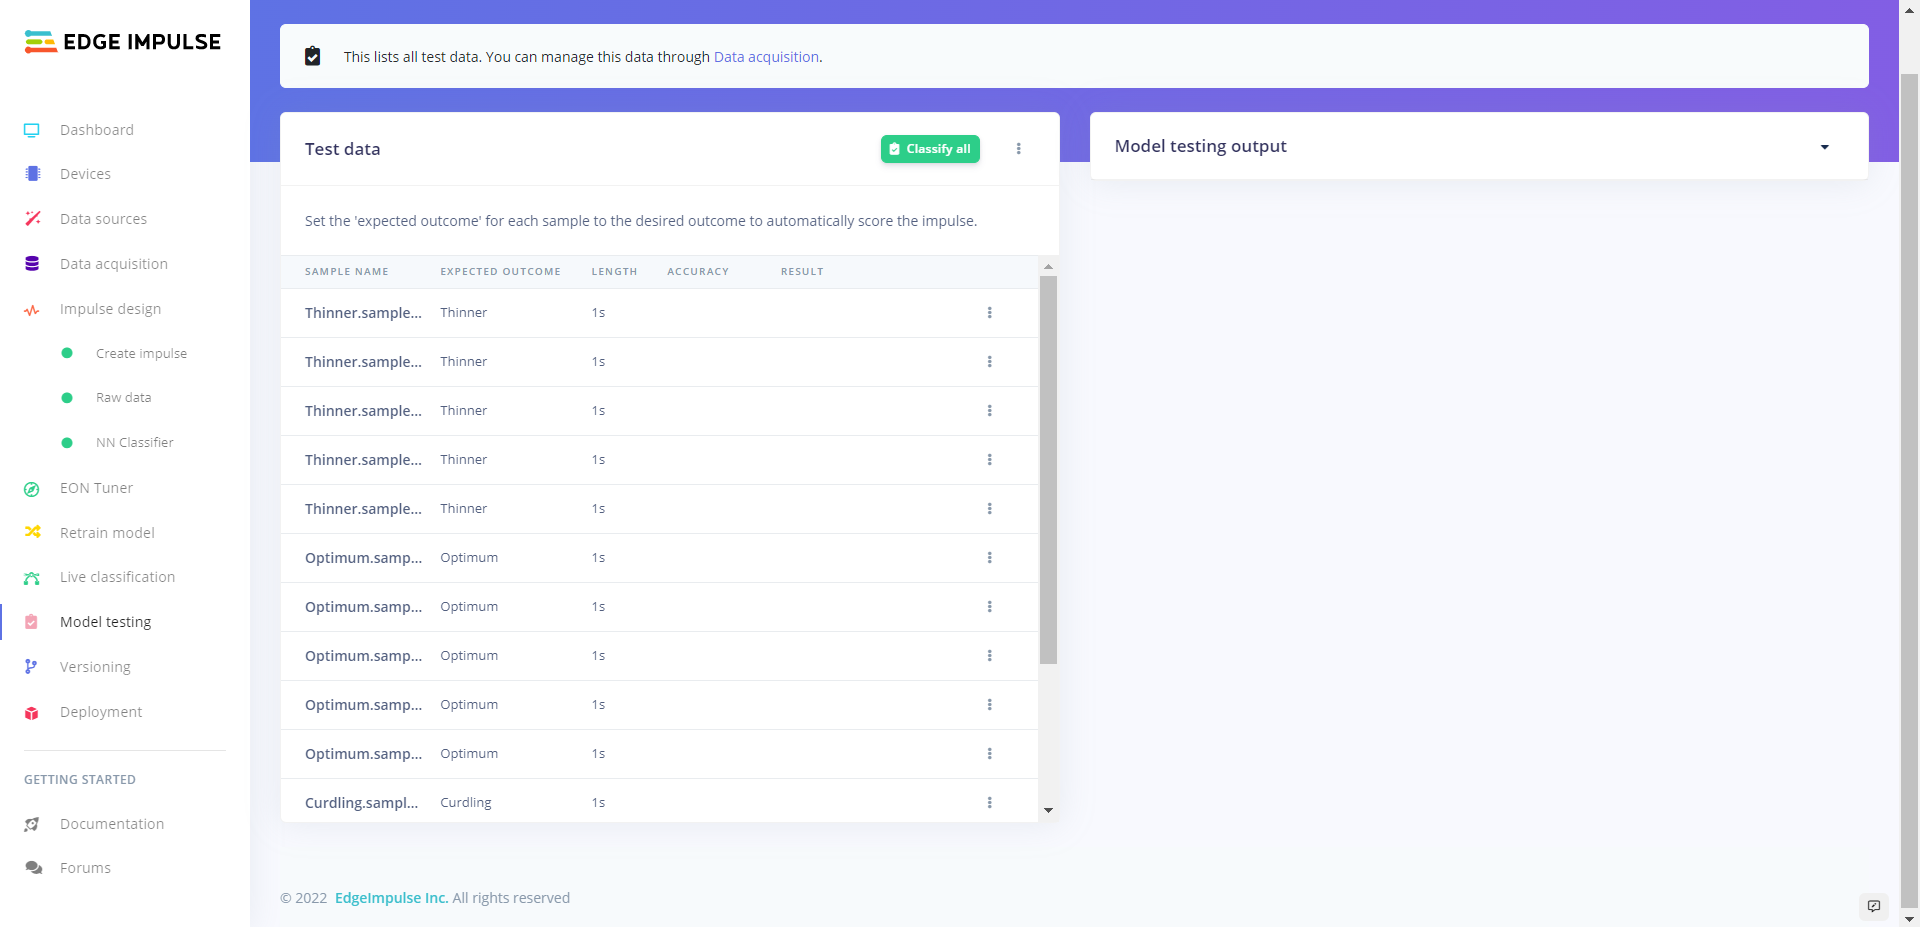 EDGE IMPULSE
Dashboard
Devices
Data sources
Data acquisition
Impulse design
Create impulse
Raw data
NN Classifier
EON Tuner
Retrain model
Live classification
Model testing
Versioning
Deployment
GETTING STARTED
Documentation
Forums
This lists all test data. You can manage this data through Data acquisition.
Test data
Classify all
Set the 'expected outcome' for each sample to the desired outcome to automatically score the impulse.
SAMPLE NAME EXPECTED OUTCOME LENGTH ACCURACY RESULT
Thinner.sample... Thinner 1s
Thinner.sample... Thinner 1s
Thinner.sample... Thinner 1s
Thinner.sample... Thinner 1s
Thinner.sample... Thinner 1s
Optimum.samp... Optimum 1s
Optimum.samp... Optimum 1s
Optimum.samp... Optimum 1s
Optimum.samp... Optimum 1s
Optimum.samp... Optimum 1s
Curdling.sampl... Curdling 1s
Model testing output
© 2022 EdgeImpulse Inc. All rights reserved